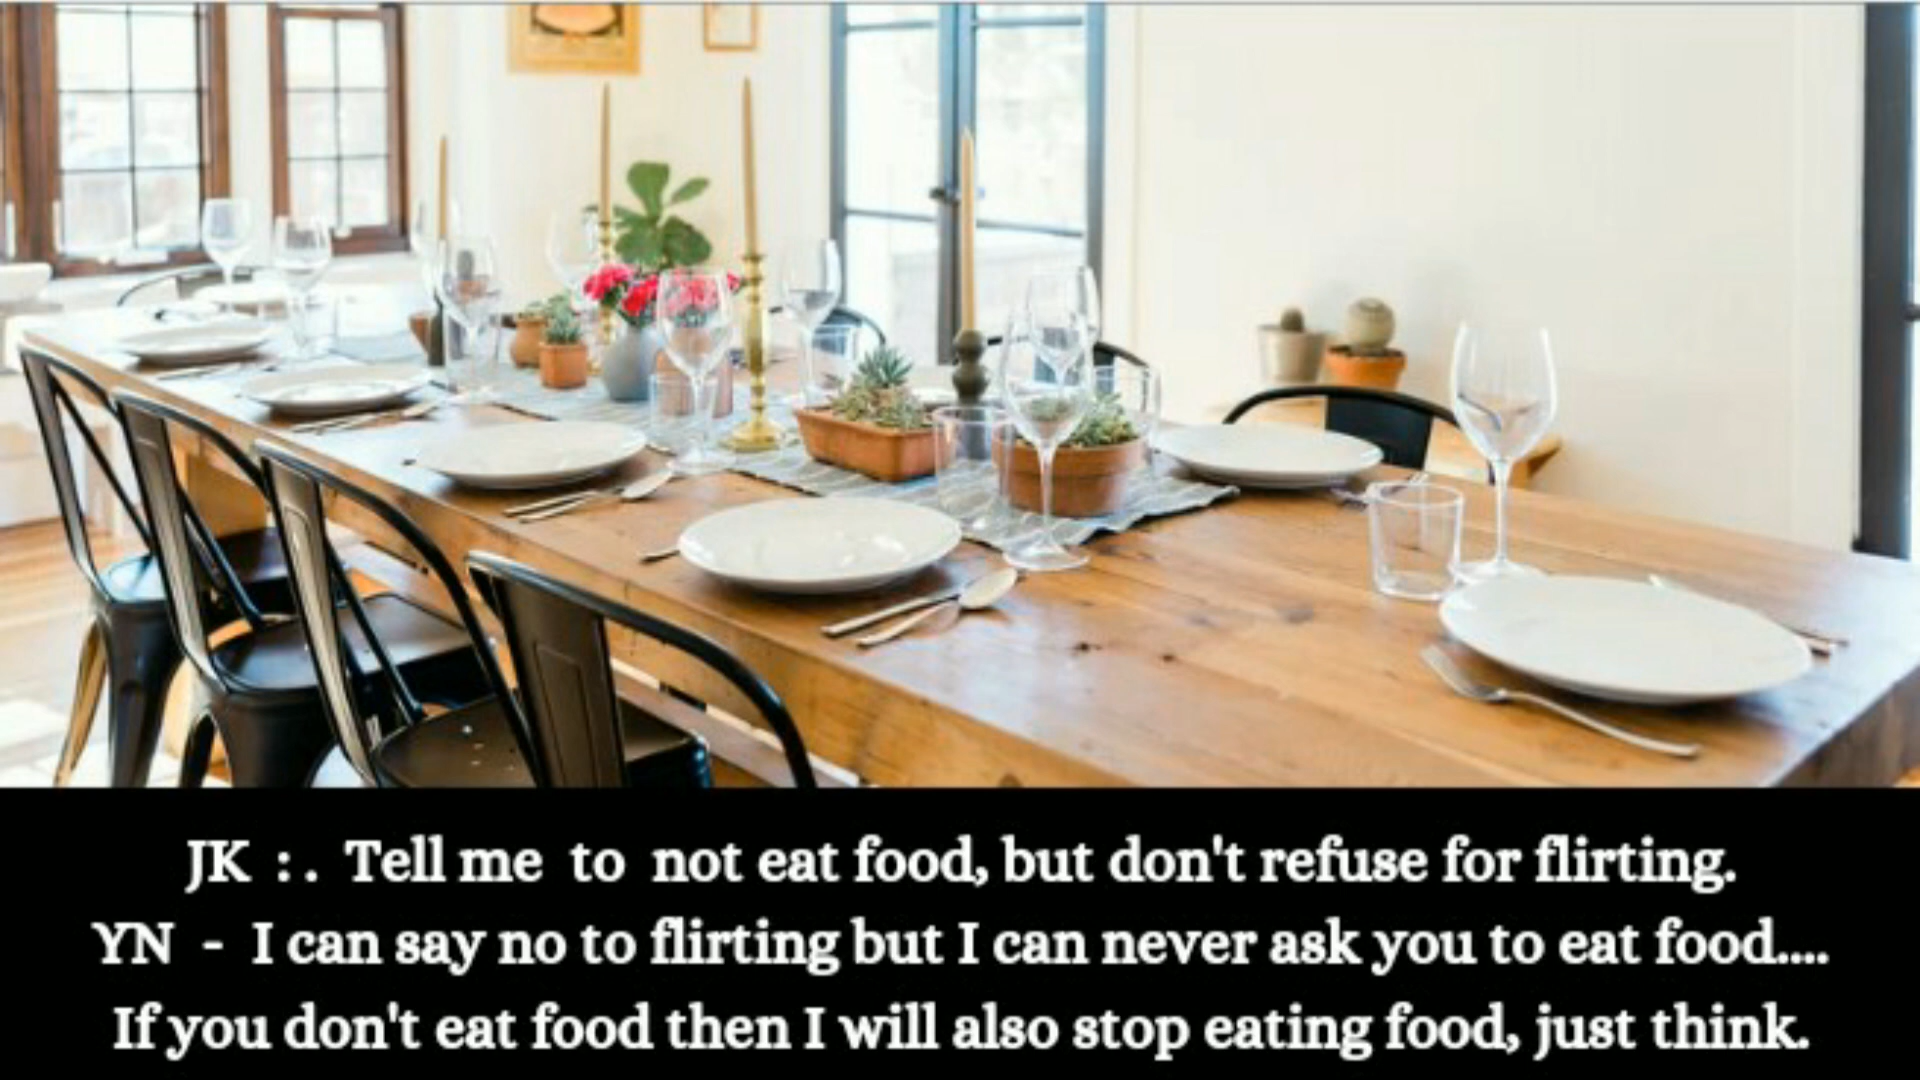 JK : . Tell me to not eat food, but don't refuse for flirting.
YN - I can say no to flirting but I can never ask you to eat food....
If you don't eat food then I will also stop eating food, just think.